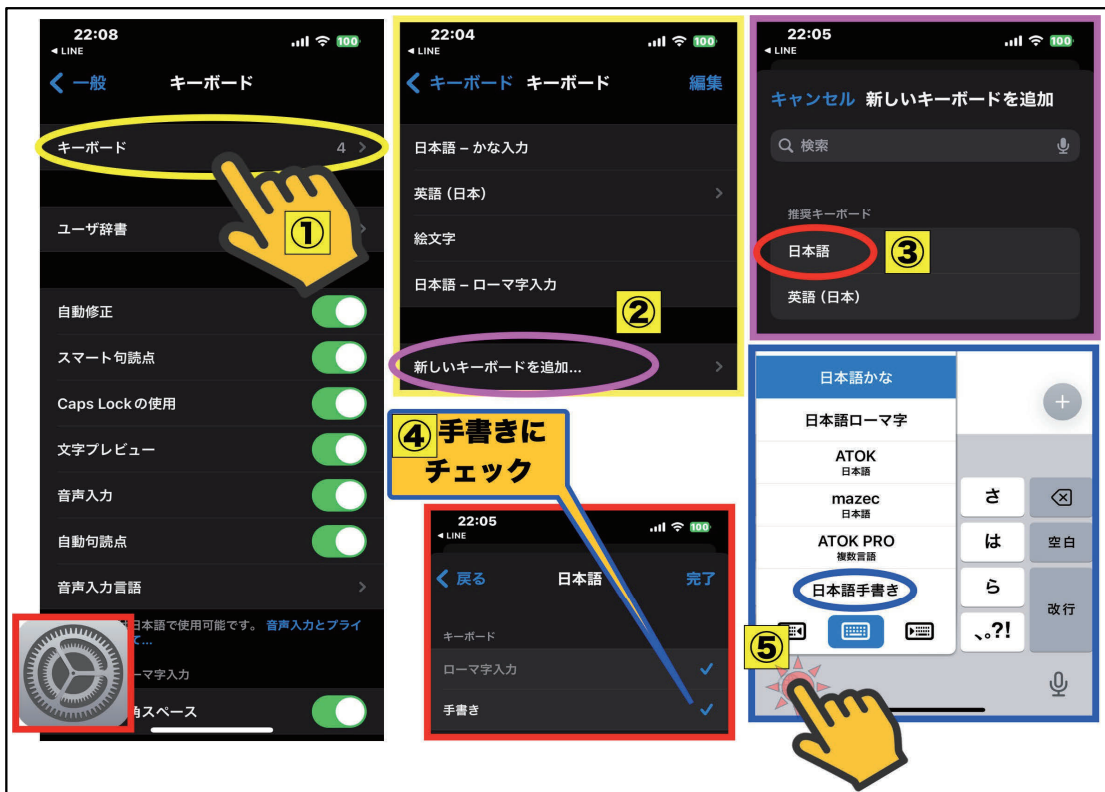 22:08
LINE
一般 キーボード
キーボード 4
ユーザ辞書
①
自動修正
スマート句読点
Caps Lockの使用
文字プレビュー
音声入力
自動句読点
音声入力言語
日本語で使用可能です。 音声入力とプライ
て...
ーマ字入力
角スペース
22:04
LINE
100
キーボード キーボード 編集
日本語 – かな入力
英語（日本）
絵文字
日本語 – ローマ字入力
②
新しいキーボードを追加...
22:05
LINE
100
キャンセル 新しいキーボードを追加
検索
推奨キーボード
日本語
③
英語（日本）
④手書きに
チェック
22:05
LINE
100
戻る 日本語 完了
キーボード
ローマ字入力
手書き
日本語かな
日本語ローマ字
ATOK
日本語
mazec
日本語
ATOK PRO
複数言語
日本語手書き
さ
は
空白
ら
改行
、。?!
⑤